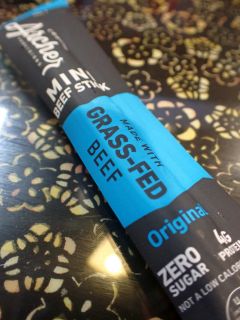 Archer
MINI
BEEF STICK
MADE WITH
GRASS-FED
BEEF
Original
ZERO
SUGAR
4G
PROTEIN
NOT A LOW CALORIE